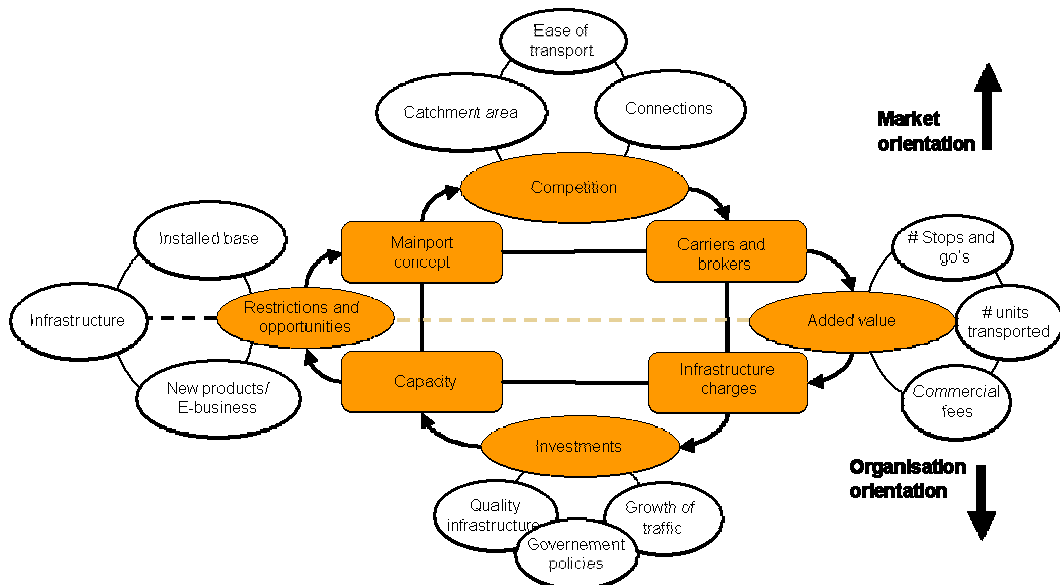 Ease of
transport
Catchment area
Connections
Market
orientation
Competition
Installed base
Mainport
concept
Carriers and
brokers
# Stops and
go's
Infrastructure
Restrictions and
opportunities
Added value
# units
transported
New products/
E-business
Capacity
Infrastructure
charges
Commercial
fees
Investments
Organisation
orientation
Quality
infrastructure
Growth of
traffic
Governement
policies